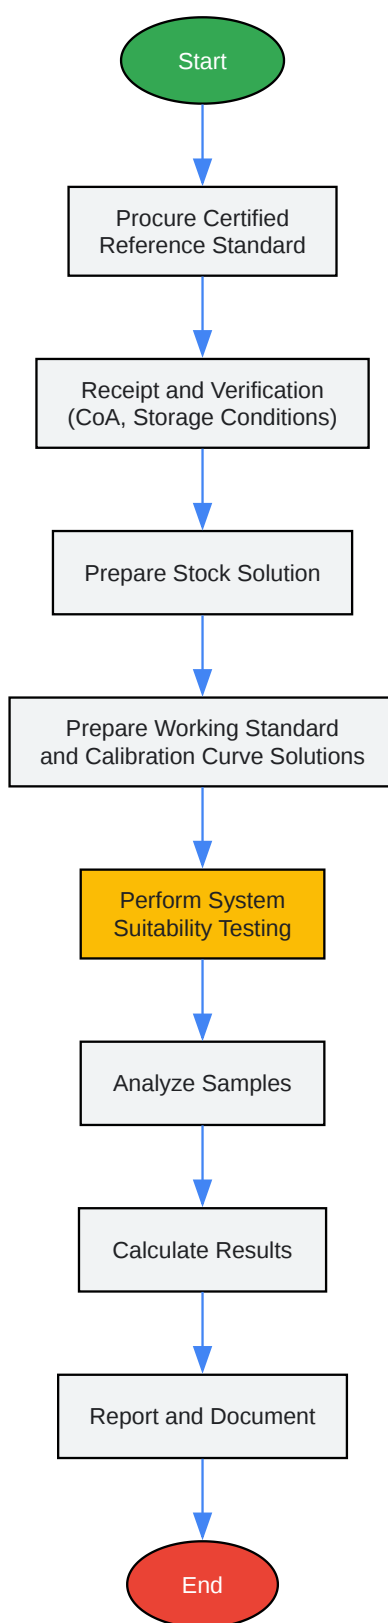 Start
Procure Certified
Reference Standard
Receipt and Verification
(CoA, Storage Conditions)
Prepare Stock Solution
Prepare Working Standard
and Calibration Curve Solutions
Perform System
Suitability Testing
Analyze Samples
Calculate Results
Report and Document
End